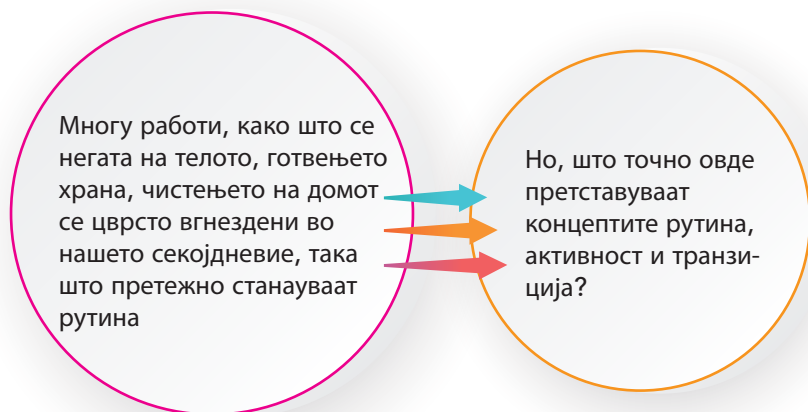 Многу работи, како што се
негата на телото, готвењето
храна, чистењето на домот
се цврсто вгнездени во
нашето секојдневие, така
што претежно станауваат
рутина
Но, што точно овде
претставуваат
концептите рутина,
активност и транзи-
ција?